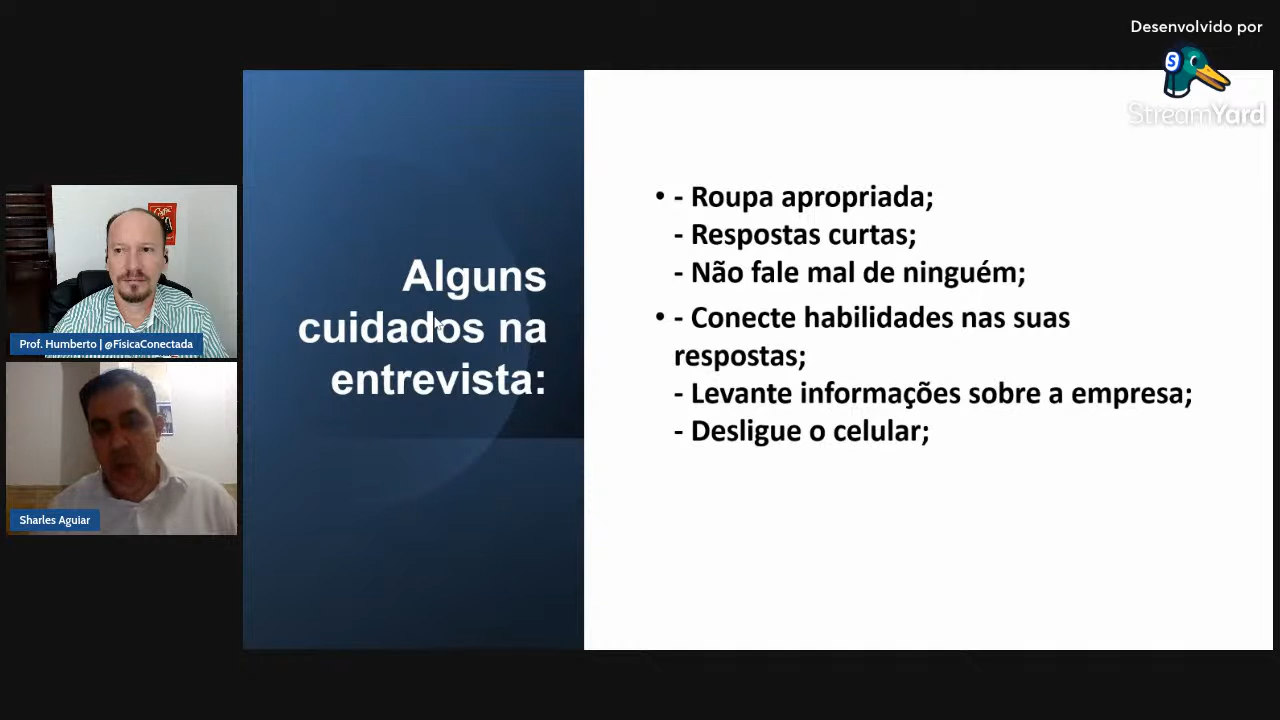 Desenvolvido por
StreamYard
Alguns
cuidados na
entrevista:
• - Roupa apropriada;
- Respostas curtas;
- Não fale mal de ninguém;
• - Conecte habilidades nas suas
respostas;
- Levante informações sobre a empresa;
- Desligue o celular;
Prof. Humberto | @FisicaConectada
Sharles Aguiar